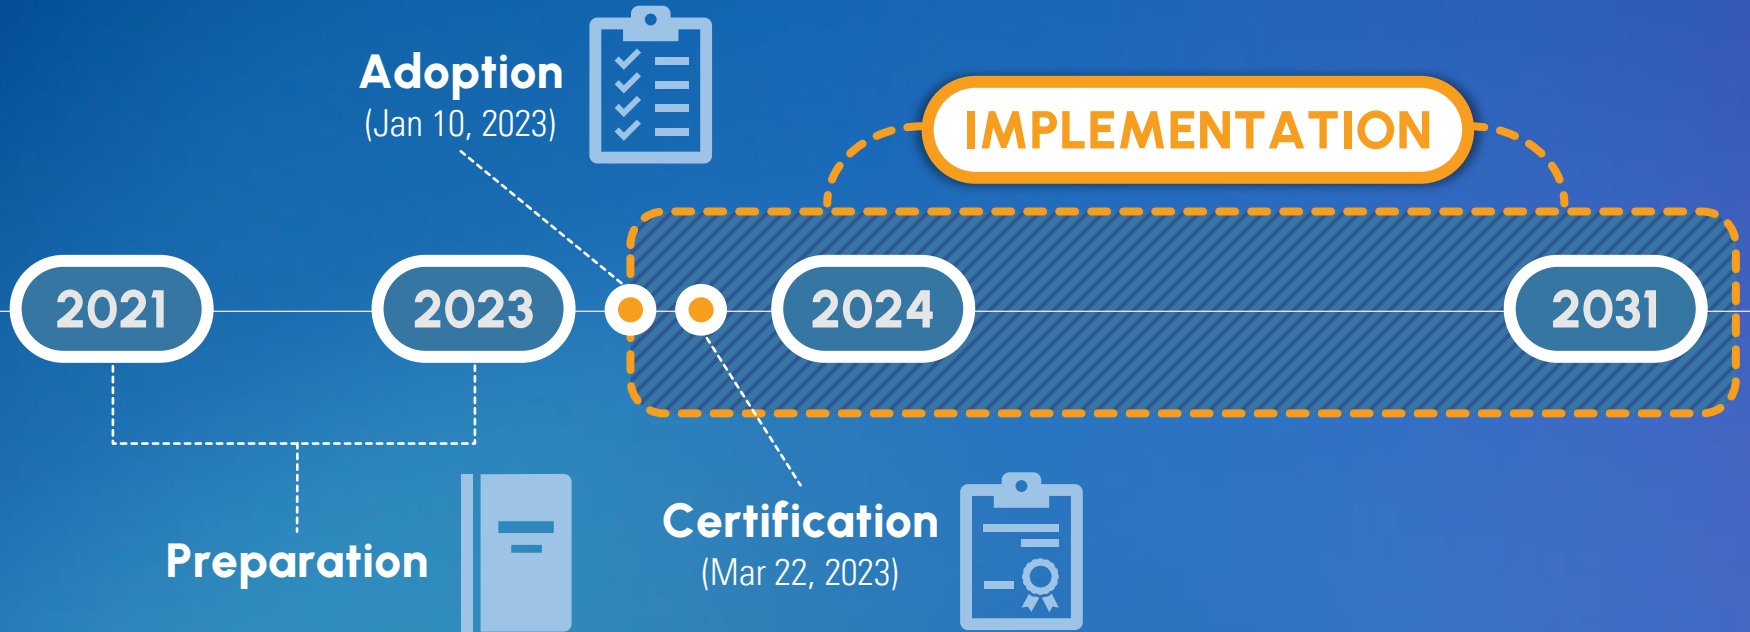 Adoption
(Jan 10, 2023)
IMPLEMENTATION
2021
2023
2024
2031
Preparation
Certification
(Mar 22, 2023)